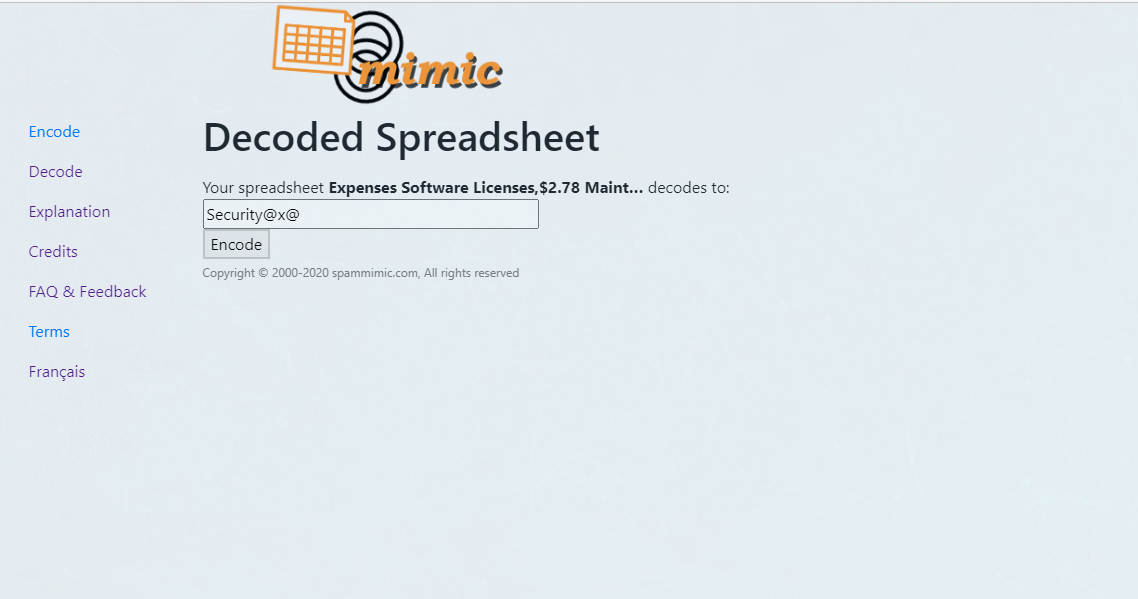 mimic
Encode
Decode
Explanation
Credits
FAQ & Feedback
Terms
Français
Decoded Spreadsheet
Your spreadsheet Expenses Software Licenses,$2.78 Maint... decodes to:
Security@x@
Encode
Copyright © 2000-2020 spammimic.com, All rights reserved